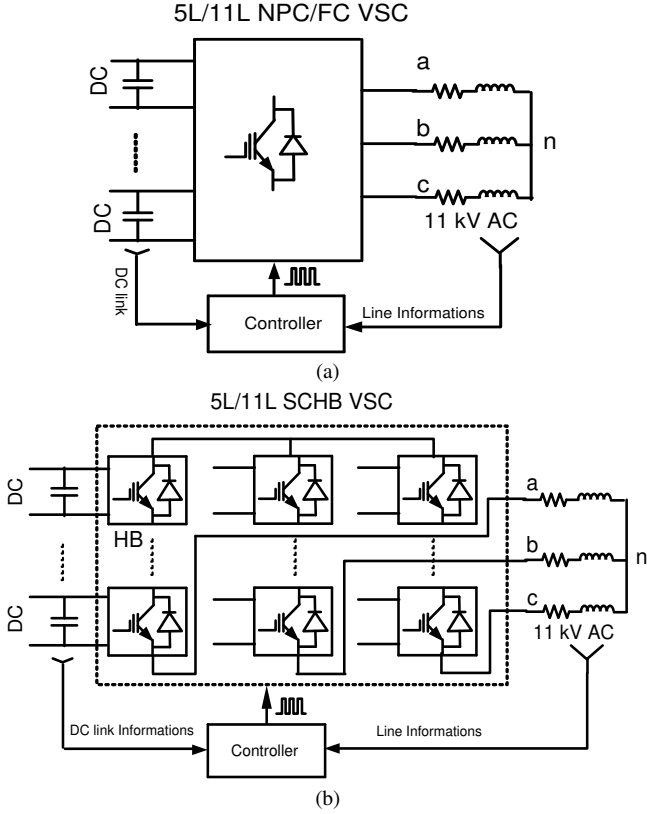 5L/11L NPC/FC VSC
DC
DC
a
b
c
n
11 kV AC
DC link
Controller
Line Informations
(a)
5L/11L SCHB VSC
DC
DC
HB
a
b
c
n
11 kV AC
DC link Informations
Controller
Line Informations
(b)